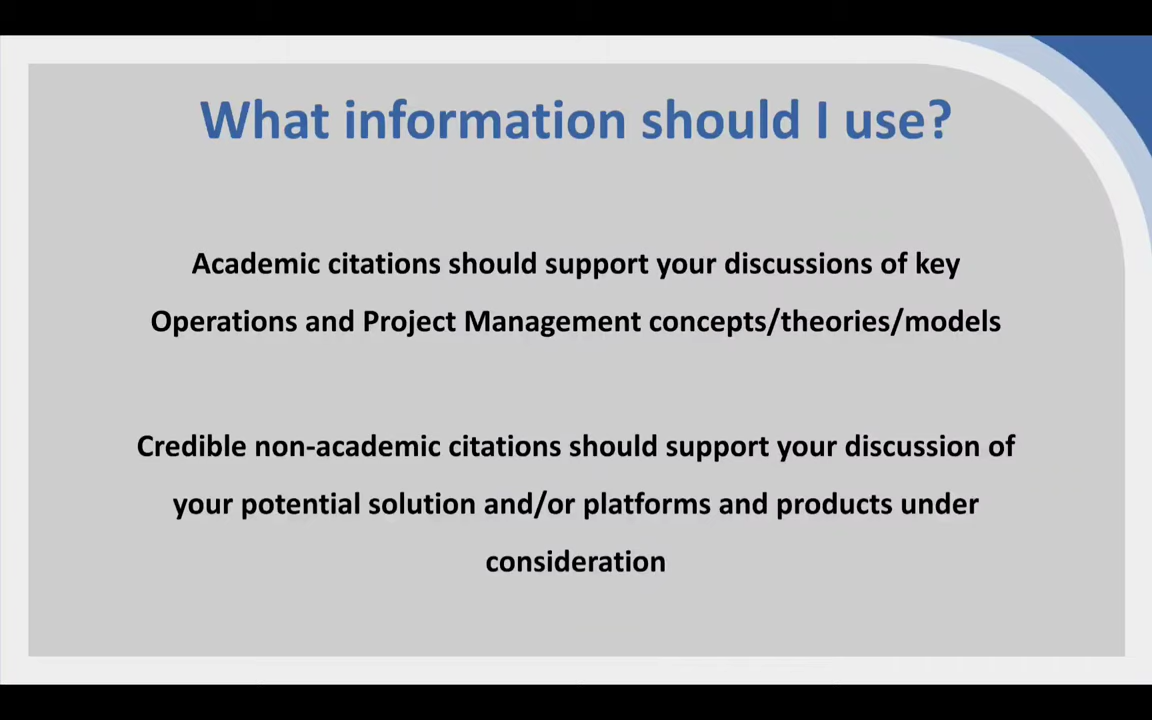 What information should I use?
Academic citations should support your discussions of key
Operations and Project Management concepts/theories/models
Credible non-academic citations should support your discussion of
your potential solution and/or platforms and products under
consideration